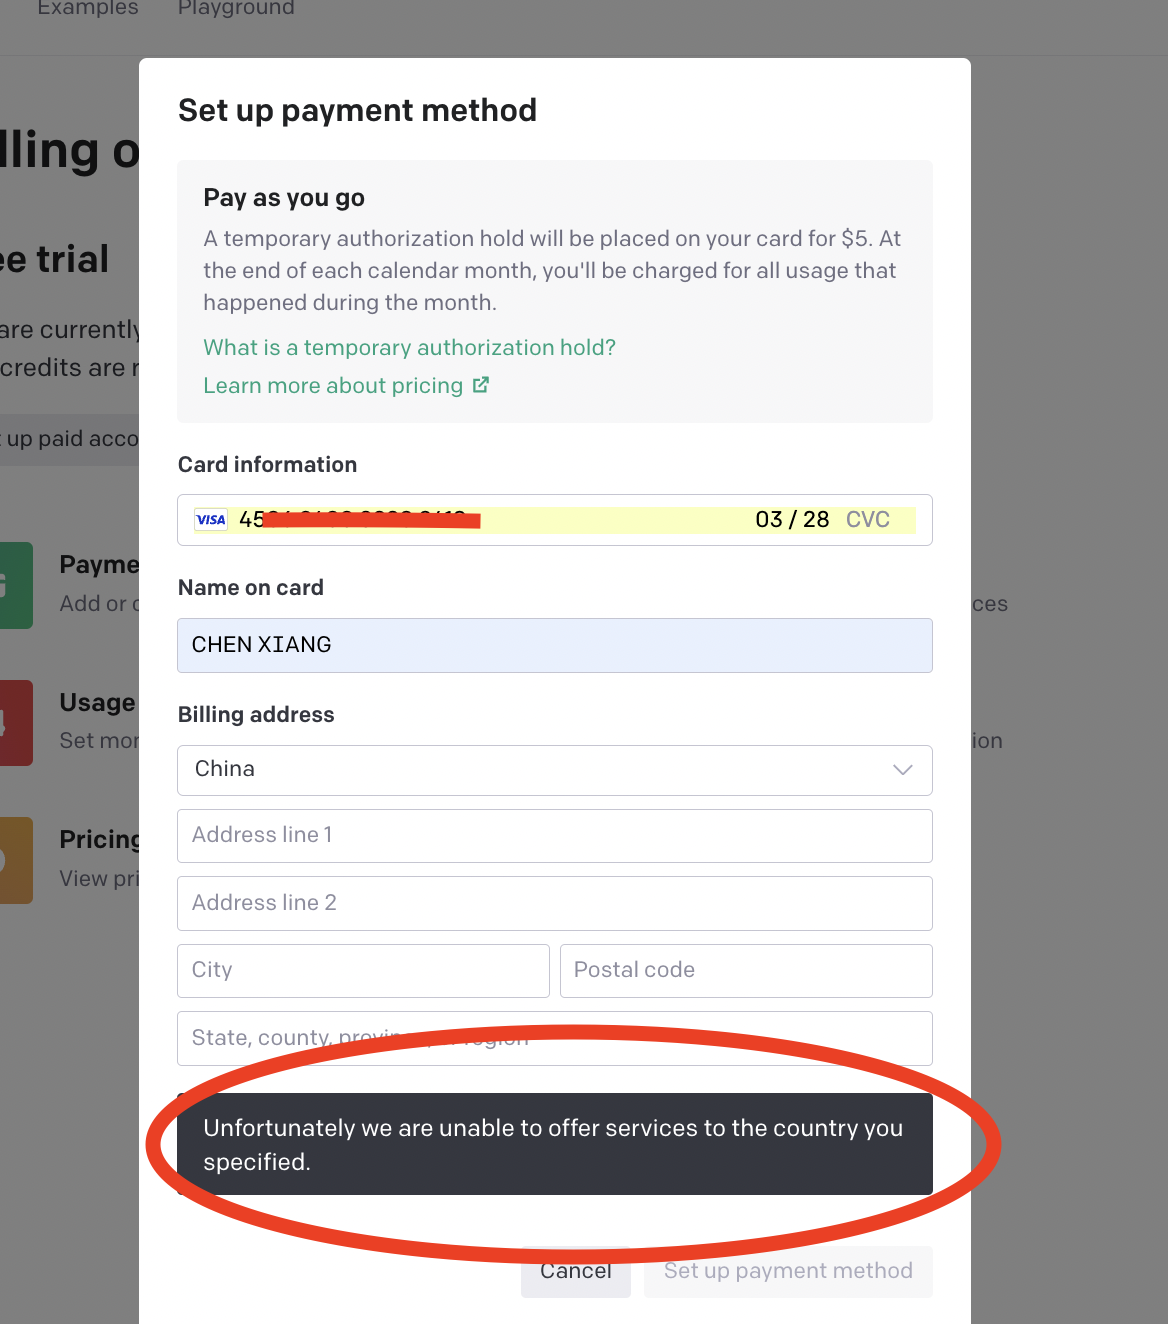 Examples Playground
lling o
ee trial
are currently
credits are r
t up paid acco
Payme
Add or c
ces
Usage
Set mor
ion
Pricing
View pri
Set up payment method
Pay as you go
A temporary authorization hold will be placed on your card for $5. At
the end of each calendar month, you'll be charged for all usage that
happened during the month.
What is a temporary authorization hold?
Learn more about pricing
Card information
VISA 45 03 / 28 CVC
Name on card
CHEN XIANG
Billing address
China
Address line 1
Address line 2
City Postal code
State, county, province, or region
Unfortunately we are unable to offer services to the country you
specified.
Cancel Set up payment method